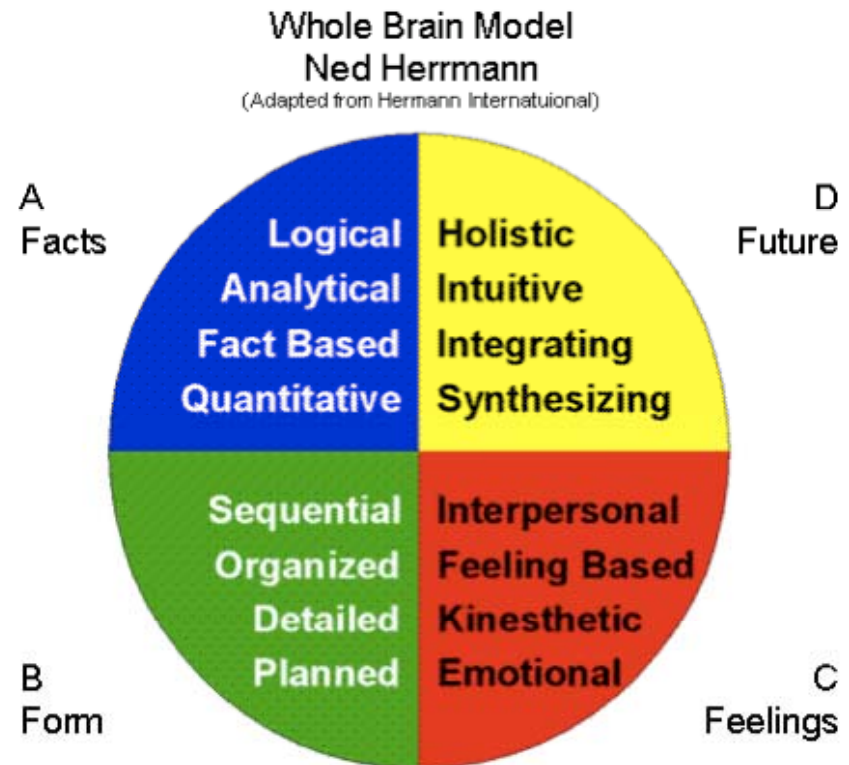 Whole Brain Model
Ned Herrmann
(Adapted from Hermann Internatuional)
A
Facts
D
Future
Logical
Analytical
Fact Based
Quantitative
Holistic
Intuitive
Integrating
Synthesizing
Sequential
Organized
Detailed
Planned
Interpersonal
Feeling Based
Kinesthetic
Emotional
B
Form
C
Feelings